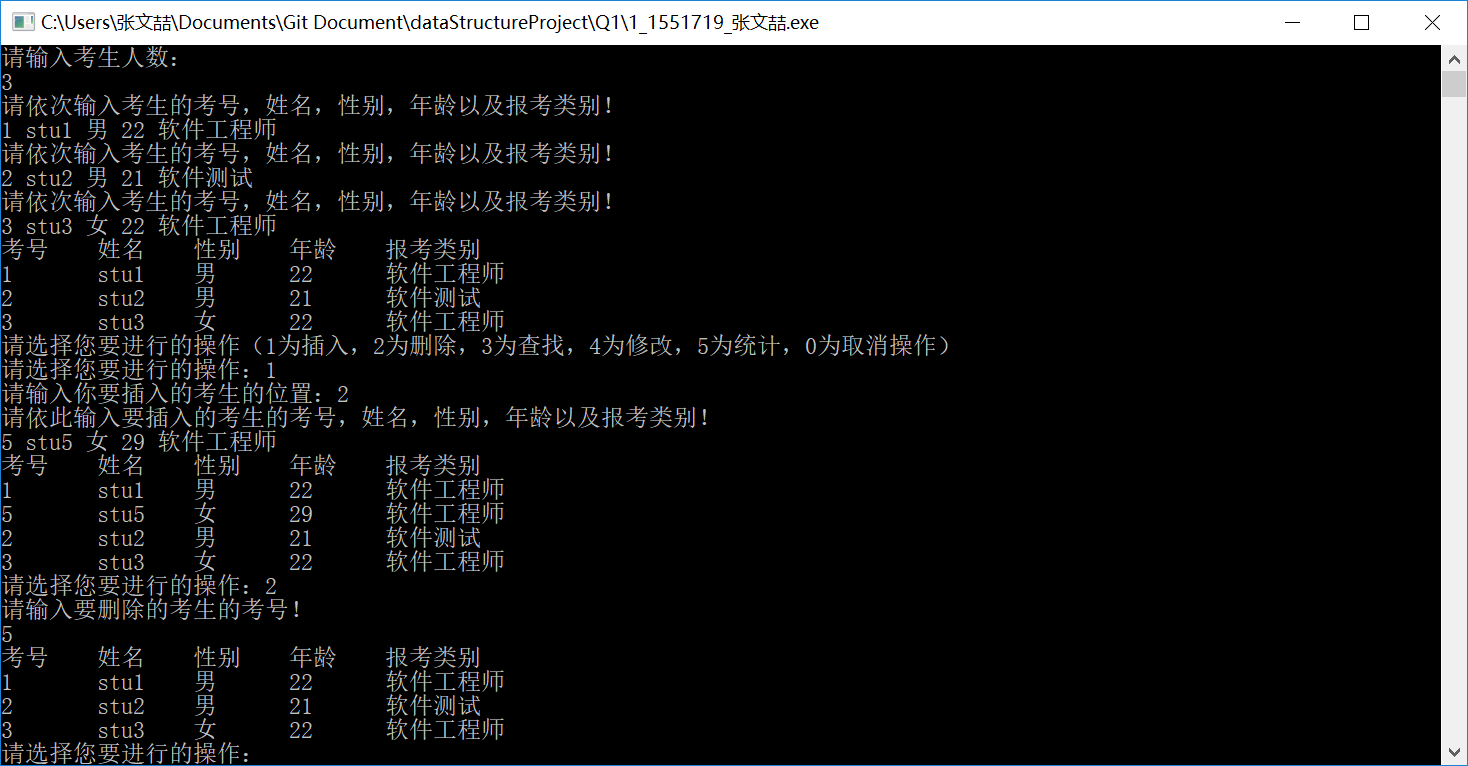 C:\Users\张文喆\Documents\Git Document\dataStructureProject\Q1\1_1551719_张文喆.exe
请输入考生人数：
3
请依次输入考生的考号，姓名，性别，年龄以及报考类别！
1 stu1 男 22 软件工程师
请依次输入考生的考号，姓名，性别，年龄以及报考类别！
2 stu2 男 21 软件测试
请依次输入考生的考号，姓名，性别，年龄以及报考类别！
3 stu3 女 22 软件工程师
考号 姓名 性别 年龄 报考类别
1 stu1 男 22 软件工程师
2 stu2 男 21 软件测试
3 stu3 女 22 软件工程师
请选择您要进行的操作（1为插入，2为删除，3为查找，4为修改，5为统计，0为取消操作）
请选择您要进行的操作：1
请输入你要插入的考生的位置：2
请依此输入要插入的考生的考号，姓名，性别，年龄以及报考类别！
5 stu5 女 29 软件工程师
考号 姓名 性别 年龄 报考类别
1 stu1 男 22 软件工程师
5 stu5 女 29 软件工程师
2 stu2 男 21 软件测试
3 stu3 女 22 软件工程师
请选择您要进行的操作：2
请输入要删除的考生的考号！
5
考号 姓名 性别 年龄 报考类别
1 stu1 男 22 软件工程师
2 stu2 男 21 软件测试
3 stu3 女 22 软件工程师
请选择您要进行的操作：